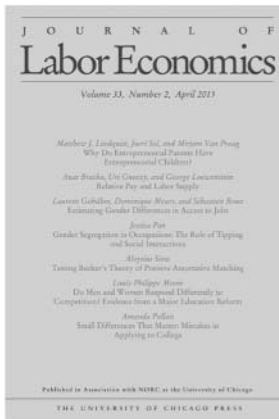 JOURNAL OF
Labor Economics
Volume 33, Number 2, April 2015
Matthew J. Lindquist, Joeri Sol, and Mirjam Van Praag
Why Do Entrepreneurial Parents Have
Entrepreneurial Children?
Anat Bracha, Uri Gneezy, and George Loewenstein
Relative Pay and Labor Supply
Laurent Gobillon, Dominique Meurs, and Sébastien Roux
Estimating Gender Differences in Access to Jobs
Jessica Pan
Gender Segregation in Occupations: The Role of Tipping
and Social Interactions
Aloysius Siow
Testing Becker's Theory of Positive Assortative Matching
Louis-Philippe Morin
Do Men and Women Respond Differently to
Competition? Evidence from a Major Education Reform
Amanda Pallais
Small Differences That Matter: Mistakes in
Applying to College
Published in Association with NORC at the University of Chicago
THE UNIVERSITY OF CHICAGO PRESS